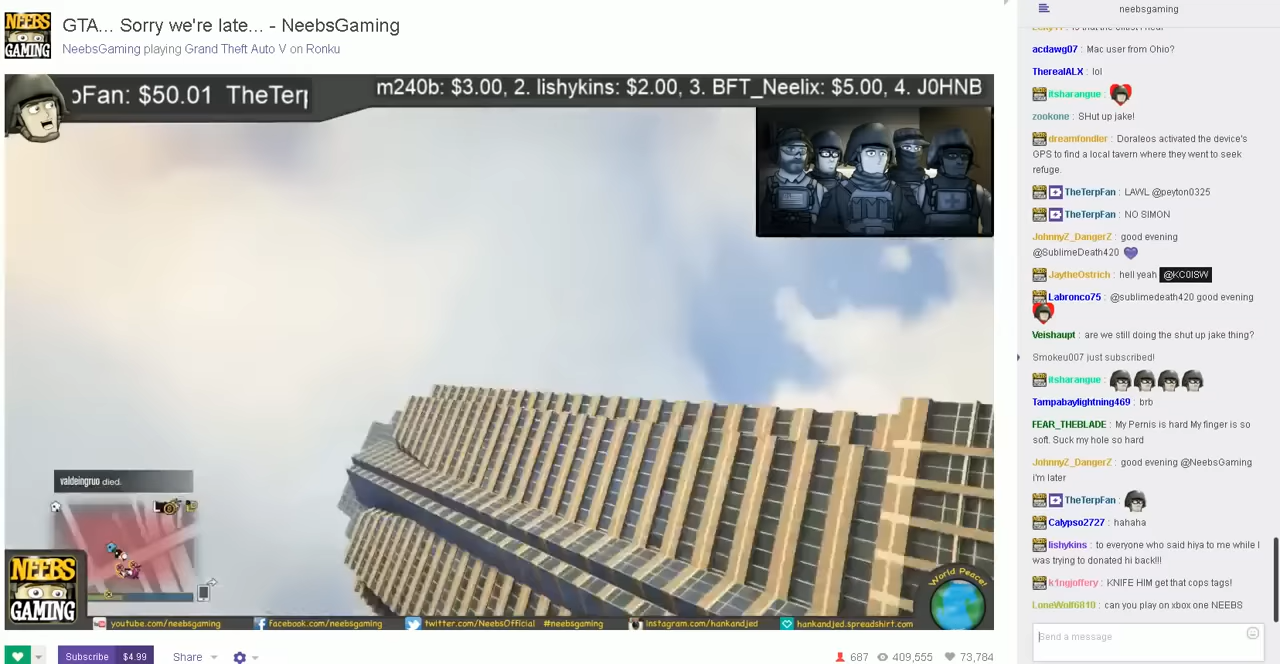 GTA... Sorry we're late... - NeebsGaming
NeebsGaming playing Grand Theft Auto V on Ronku
NEEBS
GAMING
oFan: $50.01 TheTerp
m240b: $3.00, 2. lishykins: $2.00, 3. BFT_Neelix: $5.00, 4. J0HNB
valdeingruo died.
L
NEEBS
GAMING
World Peace!
youtube.com/neebsgaming
facebook.com/neebsgaming
twitter.com/NeebsOfficial #neebsgaming
instagram.com/hankandjed
hankandjed.spreadshirt.com
Subscribe $4.99
Share
687 409,555 73,784
neebsgaming
acdawg07 : Mac user from Ohio?
TherealALX : lol
itsharangue :
zookone : SHut up jake!
dreamfondler : Doraleos activated the device's
GPS to find a local tavern where they went to seek
refuge.
TheTerpFan : LAWL @peyton0325
TheTerpFan : NO SIMON
JohnnyZ_DangerZ : good evening
@SublimeDeath420
JaytheOstrich : hell yeah @KC0ISW
Labronco75 : @sublimedeath420 good evening
Veishaupt : are we still doing the shut up jake thing?
Smokeu007 just subscribed!
itsharangue :
Tampabaylightning469 : brb
FEAR_THEBLADE : My Pernis is hard My finger is so
soft. Suck my hole so hard
JohnnyZ_DangerZ : good evening @NeebsGaming
i'm later
TheTerpFan :
Calypso2727 : hahaha
lishykins : to everyone who said hiya to me while I
was trying to donated hi back!!!
k1ngjoffery : KNIFE HIM get that cops tags!
LoneWolf6810 : can you play on xbox one NEEBS
Send a message